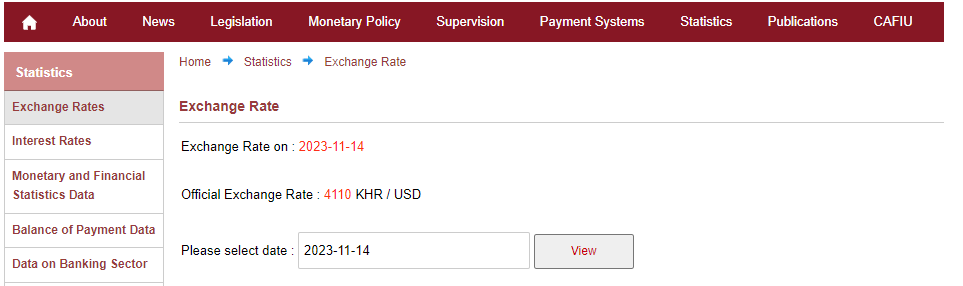 About News Legislation Monetary Policy Supervision Payment Systems Statistics Publications CAFIU
Statistics
Exchange Rates
Interest Rates
Monetary and Financial
Statistics Data
Balance of Payment Data
Data on Banking Sector
Home Statistics Exchange Rate
Exchange Rate
Exchange Rate on : 2023-11-14
Official Exchange Rate : 4110 KHR / USD
Please select date : 2023-11-14 View